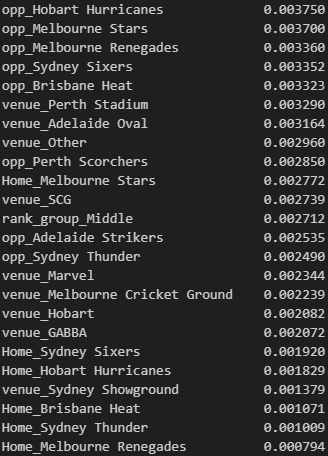 opp_Hobart Hurricanes 0.003750
opp_Melbourne Stars 0.003700
opp_Melbourne Renegades 0.003360
opp_Sydney Sixers 0.003352
opp_Brisbane Heat 0.003323
venue_Perth Stadium 0.003290
venue_Adelaide Oval 0.003164
venue_Other 0.002960
opp_Perth Scorchers 0.002850
Home_Melbourne Stars 0.002772
venue_SCG 0.002739
rank_group_Middle 0.002712
opp_Adelaide Strikers 0.002535
opp_Sydney Thunder 0.002490
venue_Marvel 0.002344
venue_Melbourne Cricket Ground 0.002239
venue_Hobart 0.002082
venue_GABBA 0.002072
Home_Sydney Sixers 0.001920
Home_Hobart Hurricanes 0.001829
venue_Sydney Showground 0.001379
Home_Brisbane Heat 0.001071
Home_Sydney Thunder 0.001009
Home_Melbourne Renegades 0.000794